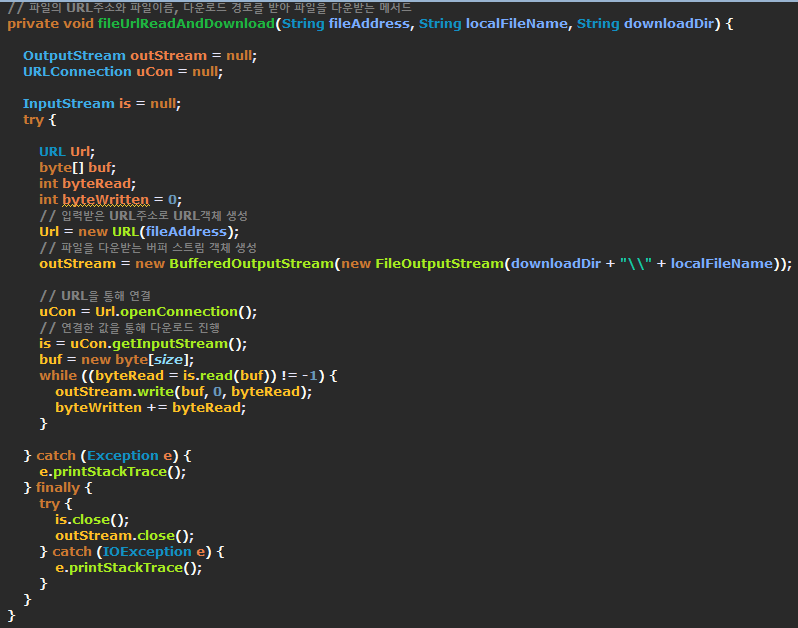 // 파일의 URL주소와 파일이름, 다운로드 경로를 받아 파일을 다운받는 메서드
private void fileUrlReadAndDownload(String fileAddress, String localFileName, String downloadDir) {
OutputStream outStream = null;
URLConnection uCon = null;
InputStream is = null;
try {
URL Url;
byte[] buf;
int byteRead;
int byteWritten = 0;
// 입력받은 URL주소로 URL객체 생성
Url = new URL(fileAddress);
// 파일을 다운받는 버퍼 스트림 객체 생성
outStream = new BufferedOutputStream(new FileOutputStream(downloadDir + "\\" + localFileName));
// URL을 통해 연결
uCon = Url.openConnection();
// 연결한 값을 통해 다운로드 진행
is = uCon.getInputStream();
buf = new byte[size];
while ((byteRead = is.read(buf)) != -1) {
outStream.write(buf, 0, byteRead);
byteWritten += byteRead;
}
} catch (Exception e) {
e.printStackTrace();
} finally {
try {
is.close();
outStream.close();
} catch (IOException e) {
e.printStackTrace();
}
}
}